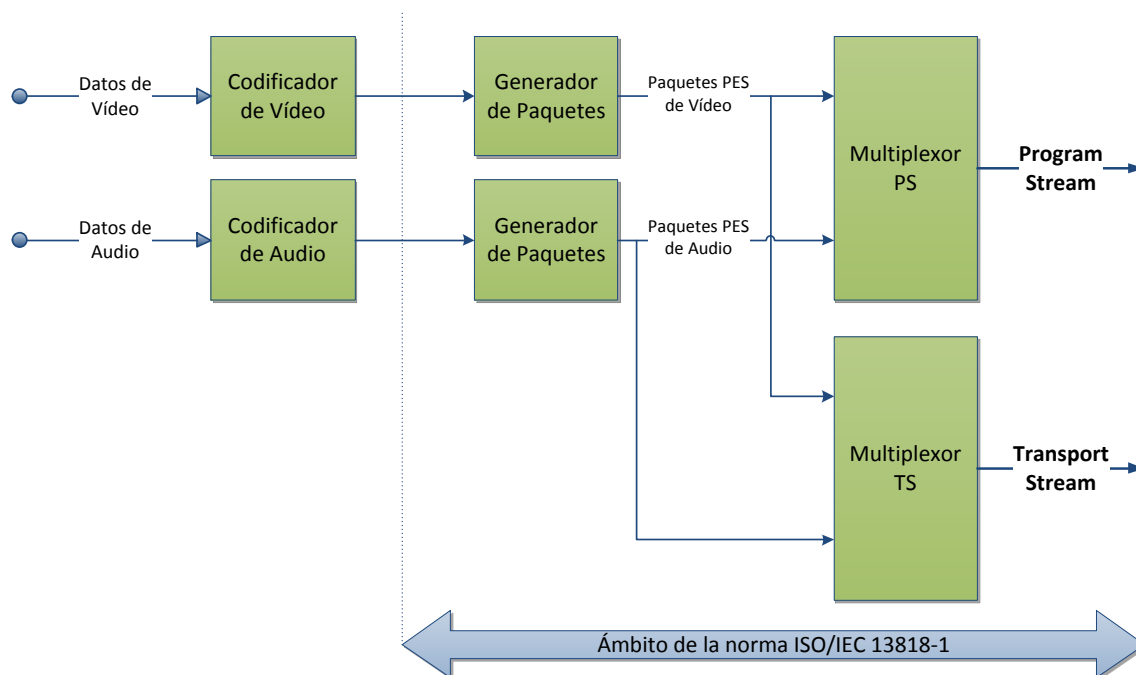 Datos de
Vídeo
Codificador
de Vídeo
Generador
de Paquetes
Paquetes PES
de Vídeo
Multiplexor
PS
Program
Stream
Datos de
Audio
Codificador
de Audio
Generador
de Paquetes
Paquetes PES
de Audio
Multiplexor
TS
Transport
Stream
Ámbito de la norma ISO/IEC 13818-1